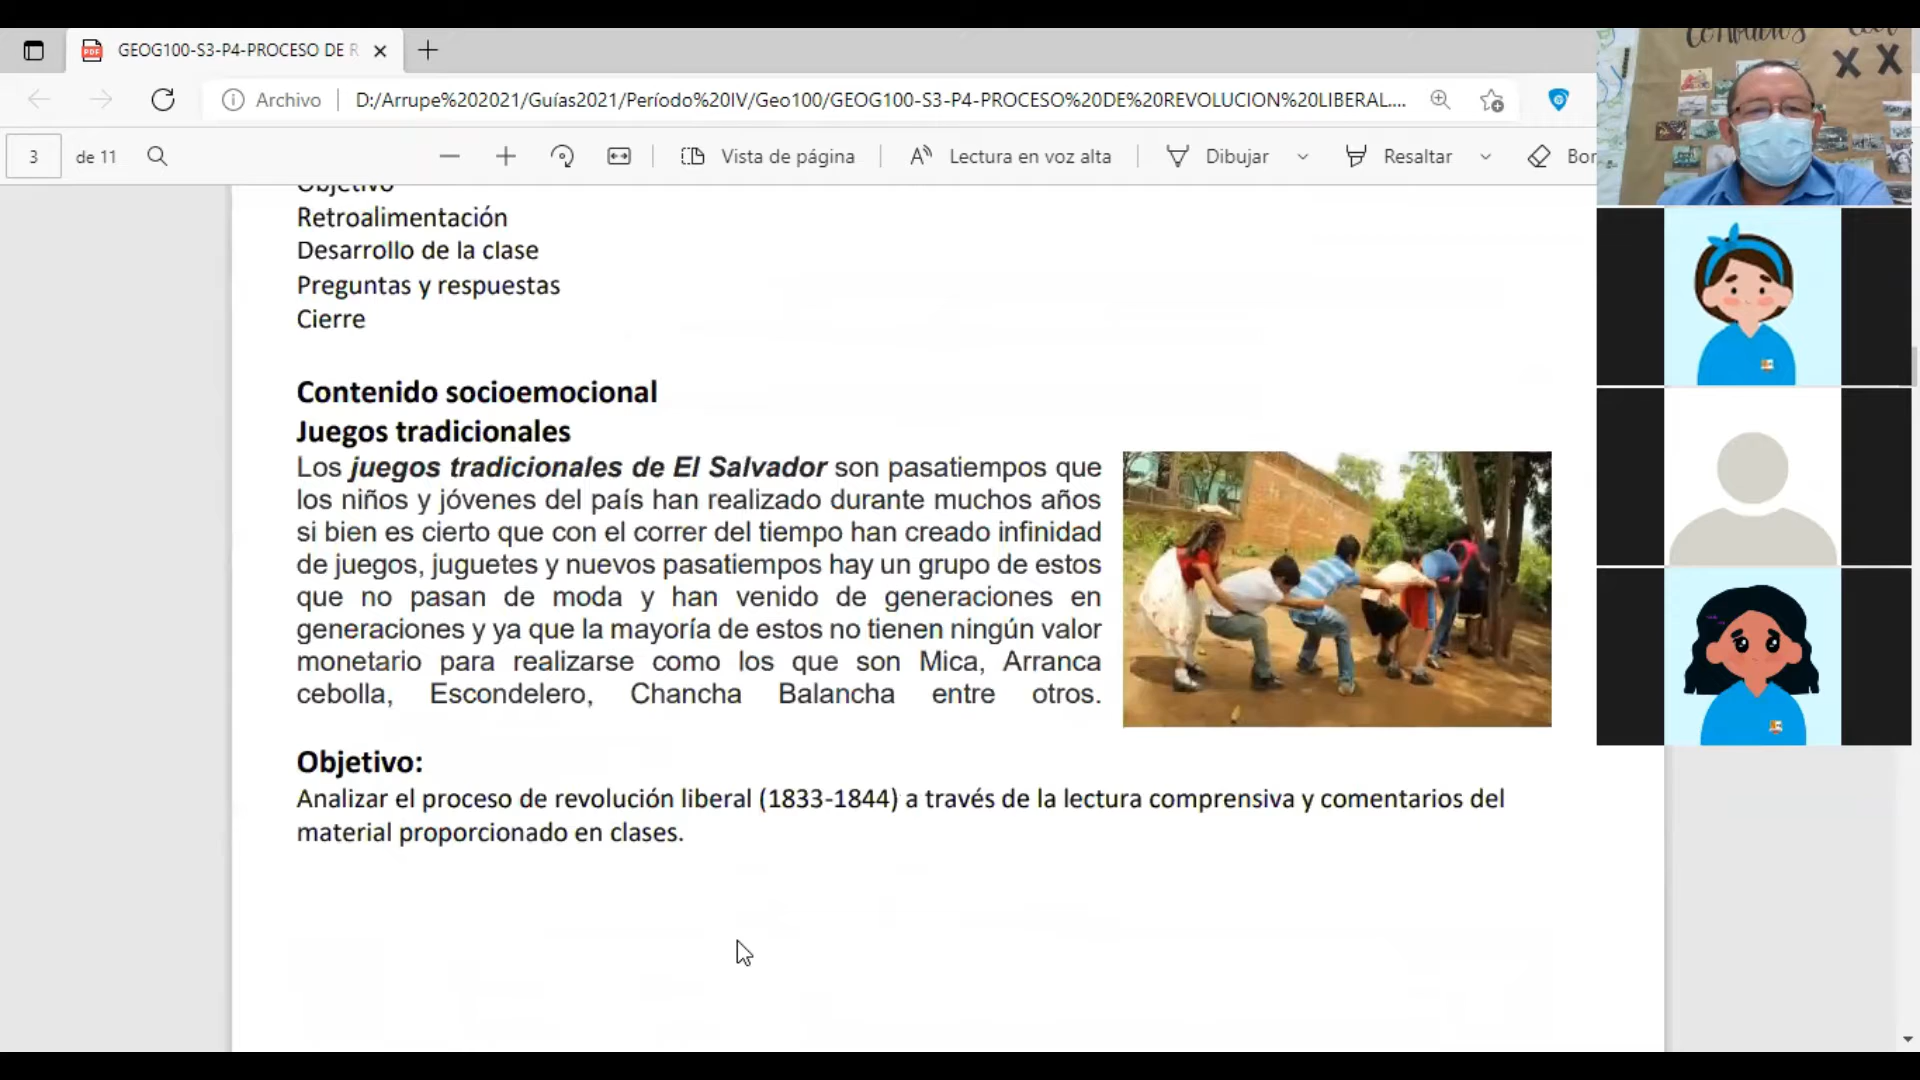 GEOG100-S3-P4-PROCESO DE R
Archivo
D:/Arrupe%202021/Guías2021/Período%20IV/Geo100/GEOG100-S3-P4-PROCESO%20DE%20REVOLUCION%20LIBERAL....
3 de 11
Vista de página
Lectura en voz alta
Dibujar
Resaltar
Bor
Objetivo
Retroalimentación
Desarrollo de la clase
Preguntas y respuestas
Cierre
Contenido socioemocional
Juegos tradicionales
Los juegos tradicionales de El Salvador son pasatiempos que
los niños y jóvenes del país han realizado durante muchos años
si bien es cierto que con el correr del tiempo han creado infinidad
de juegos, juguetes y nuevos pasatiempos hay un grupo de estos
que no pasan de moda y han venido de generaciones en
generaciones y ya que la mayoría de estos no tienen ningún valor
monetario para realizarse como los que son Mica, Arranca
cebolla, Escondelero, Chancha Balancha entre otros.
Objetivo:
Analizar el proceso de revolución liberal (1833-1844) a través de la lectura comprensiva y comentarios del
material proporcionado en clases.